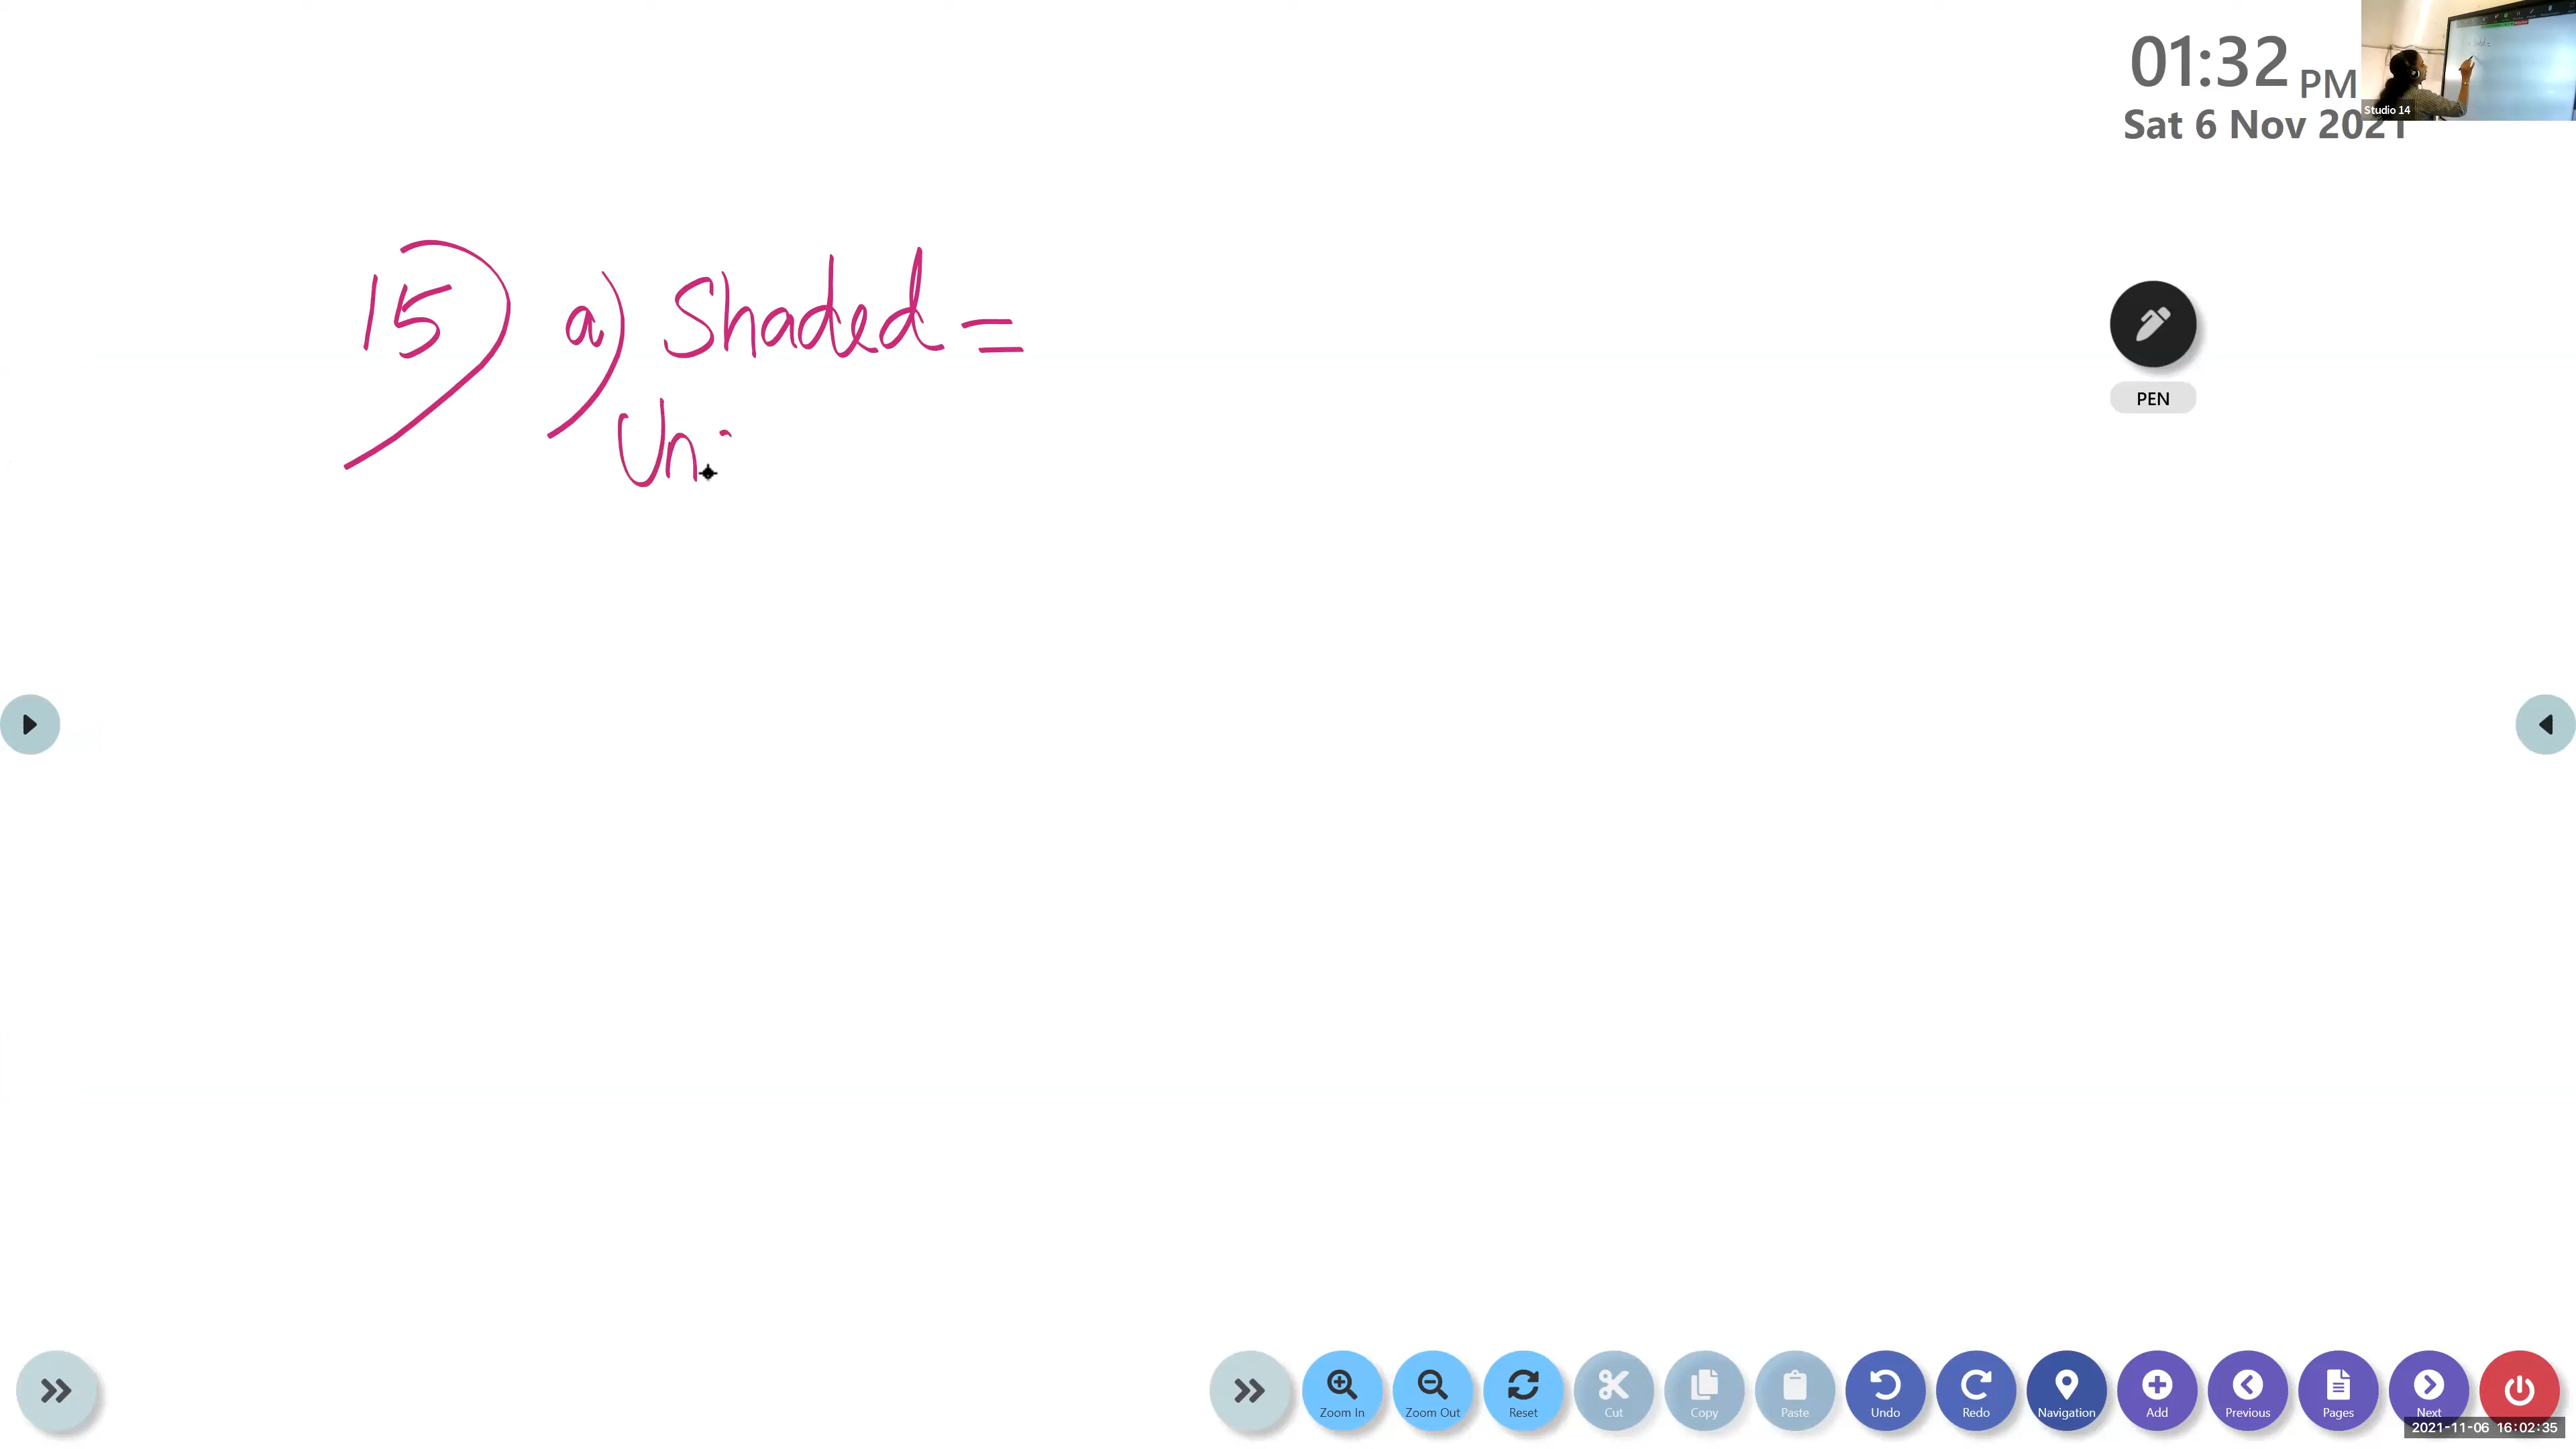 01:32 PM
Sat 6 Nov 2021
Studio 14
15) a) Shaded =
Un
PEN
Zoom In
Zoom Out
Reset
Cut
Copy
Paste
Undo
Redo
Navigation
Add
Previous
Pages
Next
2021-11-06 16:02:35